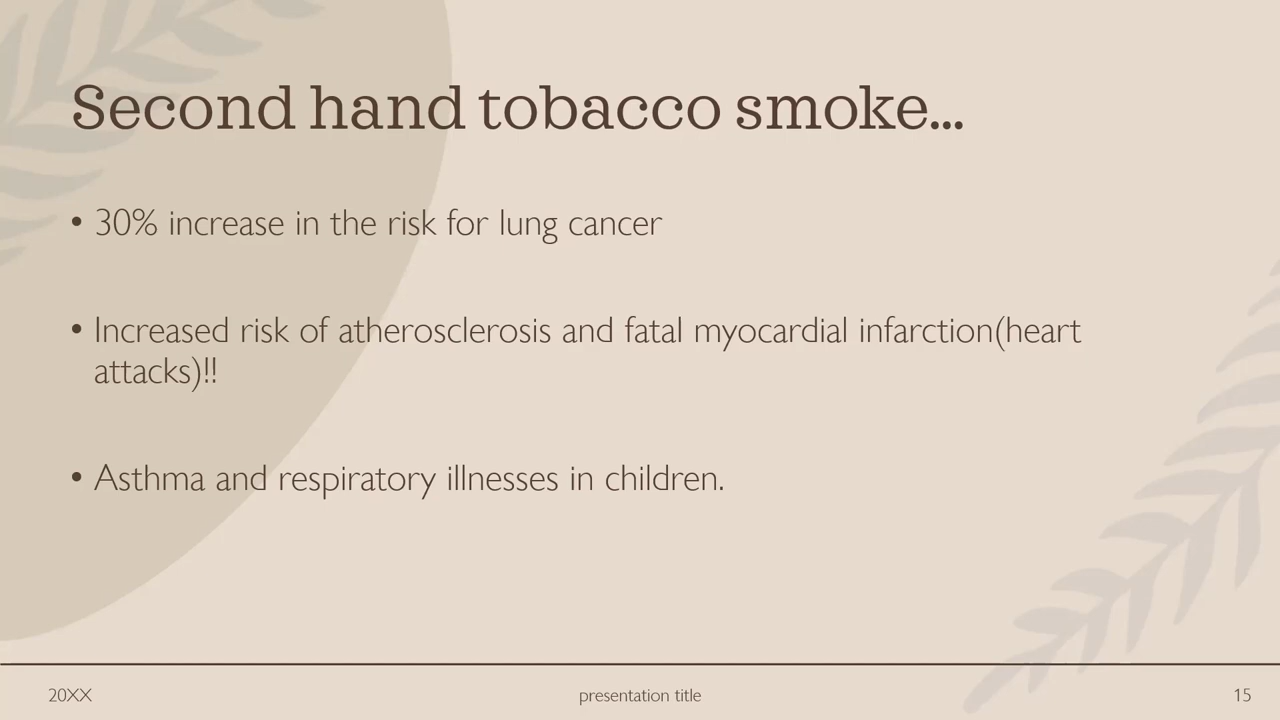 Second hand tobacco smoke...
• 30% increase in the risk for lung cancer
• Increased risk of atherosclerosis and fatal myocardial infarction(heart
attacks)!!
• Asthma and respiratory illnesses in children.
20XX
presentation title
15